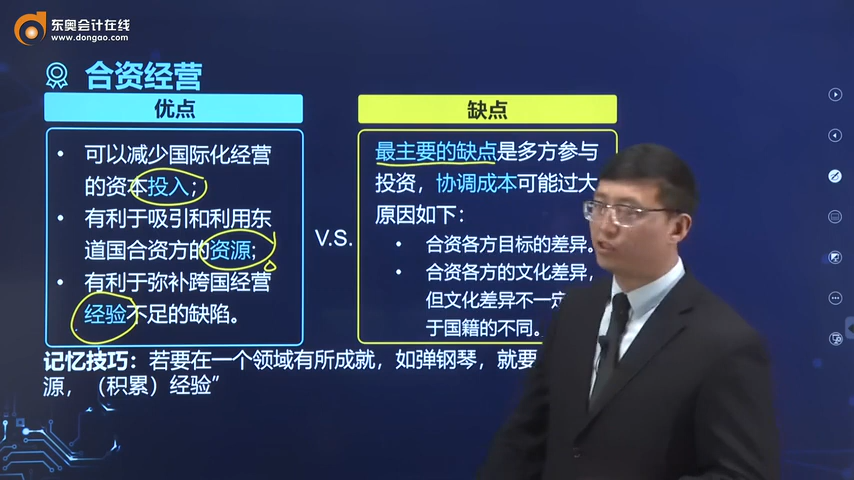 东奥会计在线
www.dongao.com
合资经营
优点
• 可以减少国际化经营
的资本投入;
• 有利于吸引和利用东
道国合资方的资源;
• 有利于弥补跨国经营
经验不足的缺陷。
V.S.
缺点
最主要的缺点是多方参与
投资，协调成本可能过大
原因如下：
• 合资各方目标的差异。
• 合资各方的文化差异，
但文化差异不一定
于国籍的不同。
记忆技巧：若要在一个领域有所成就，如弹钢琴，就要
源，（积累）经验”